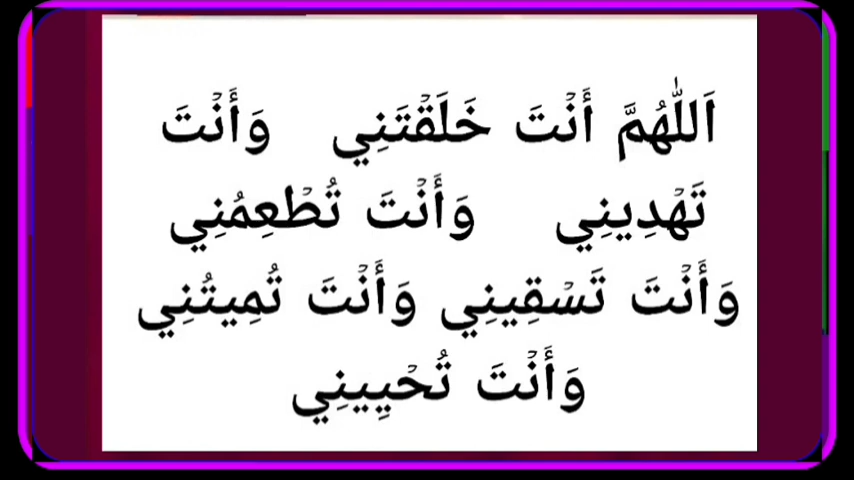 اَللّٰهُمَّ أَنْتَ خَلَقْتَنِي وَأَنْتَ
تَهْدِينِي وَأَنْتَ تُطْعِمُنِي
وَأَنْتَ تَسْقِينِي وَأَنْتَ تُمِيتُنِي
وَأَنْتَ تُحْيِينِي